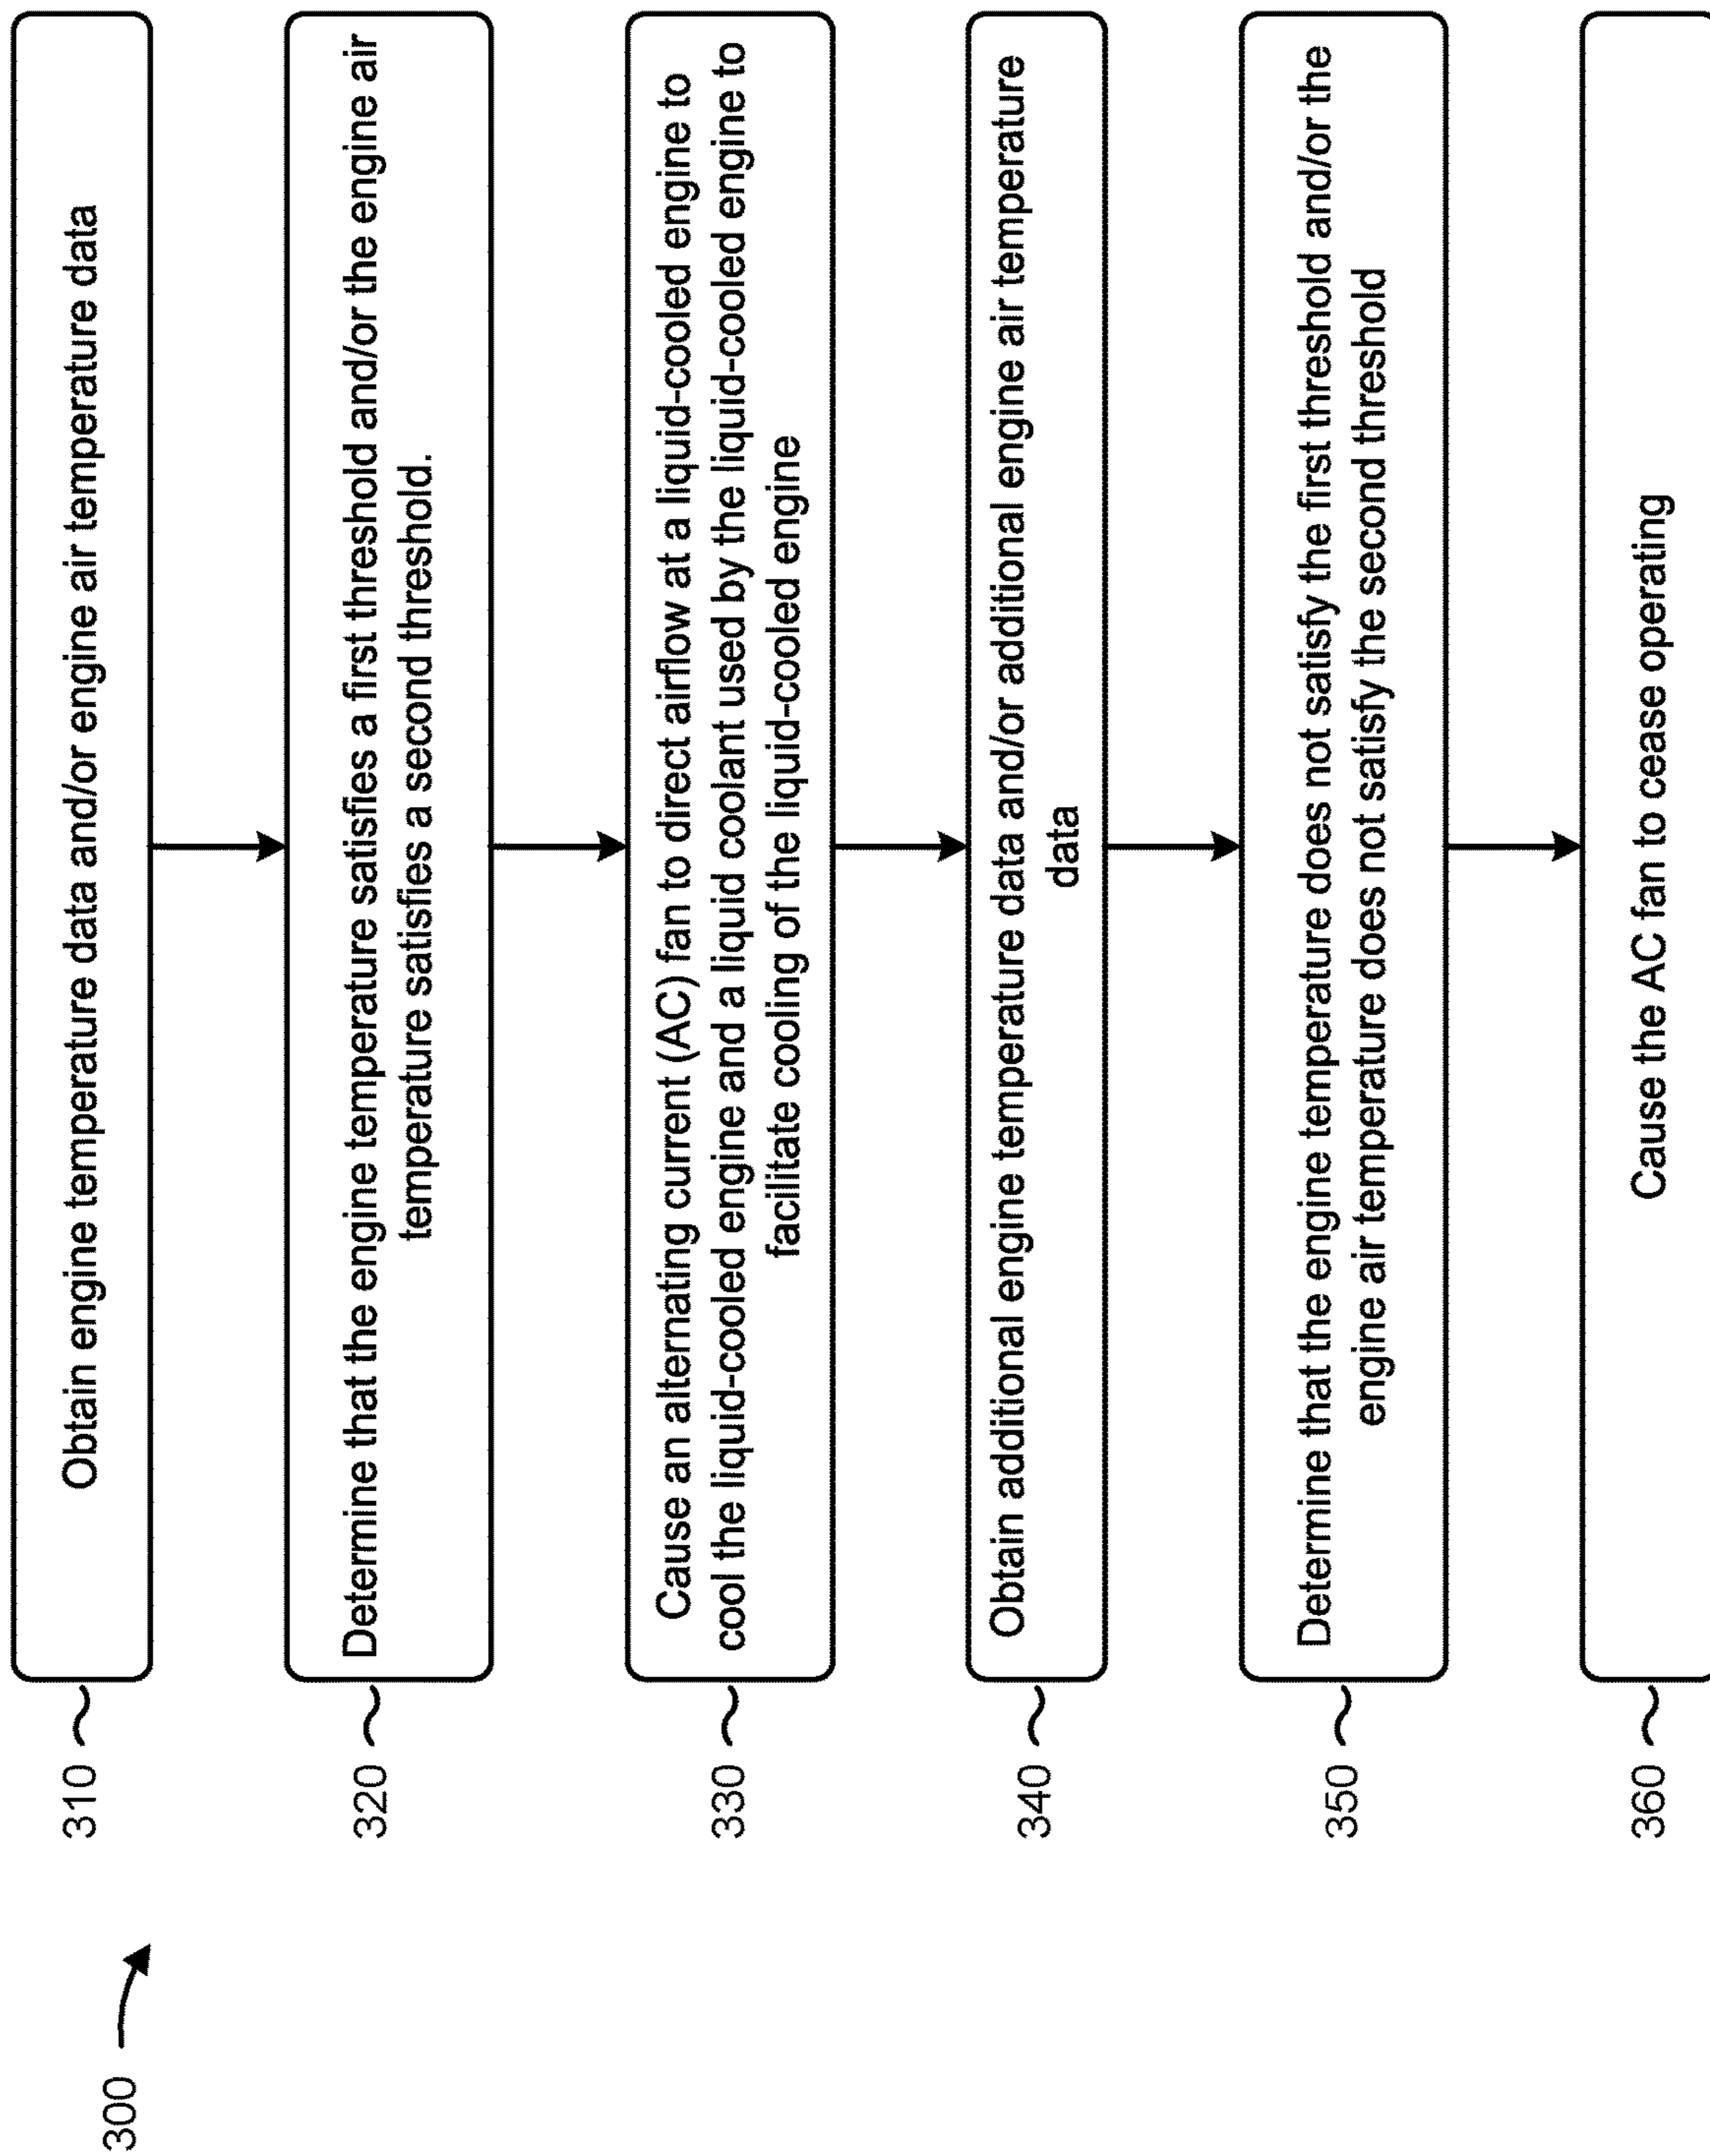 300
310
Obtain engine temperature data and/or engine air temperature data
320
Determine that the engine temperature satisfies a first threshold and/or the engine air
temperature satisfies a second threshold.
330
Cause an alternating current (AC) fan to direct airflow at a liquid-cooled engine to
cool the liquid-cooled engine and a liquid coolant used by the liquid-cooled engine to
facilitate cooling of the liquid-cooled engine
340
Obtain additional engine temperature data and/or additional engine air temperature
data
350
Determine that the engine temperature does not satisfy the first threshold and/or the
engine air temperature does not satisfy the second threshold
360
Cause the AC fan to cease operating